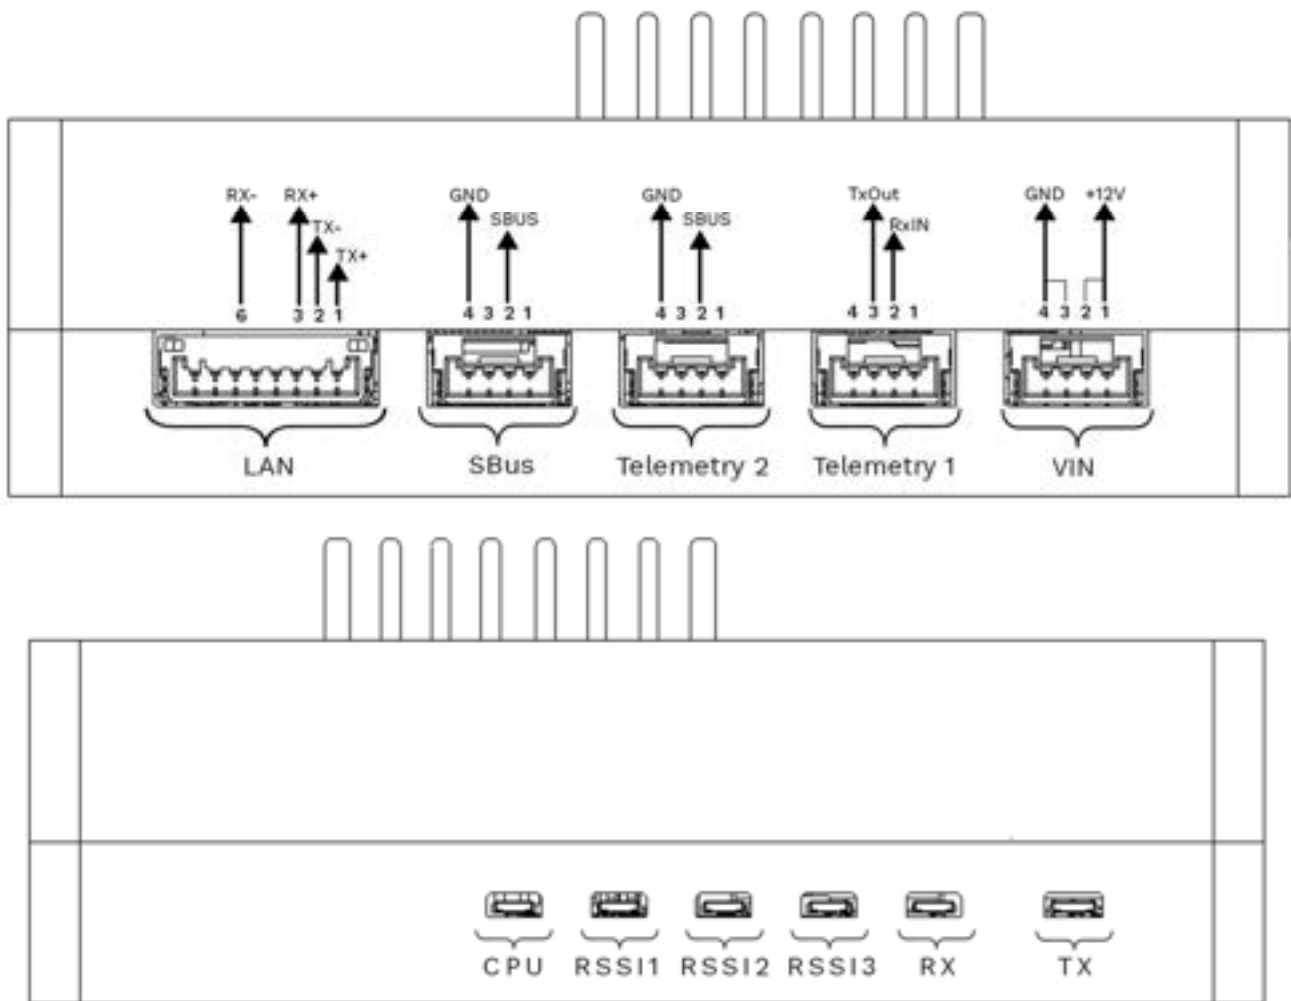 RX- RX+ GND GND TxOut GND +12V
TX- SBUS SBUS RxIN
TX+
6 3 2 1 4 3 2 1 4 3 2 1 4 3 2 1 4 3 2 1
LAN SBus Telemetry 2 Telemetry 1 VIN
CPU RSSI1 RSSI2 RSSI3 RX TX